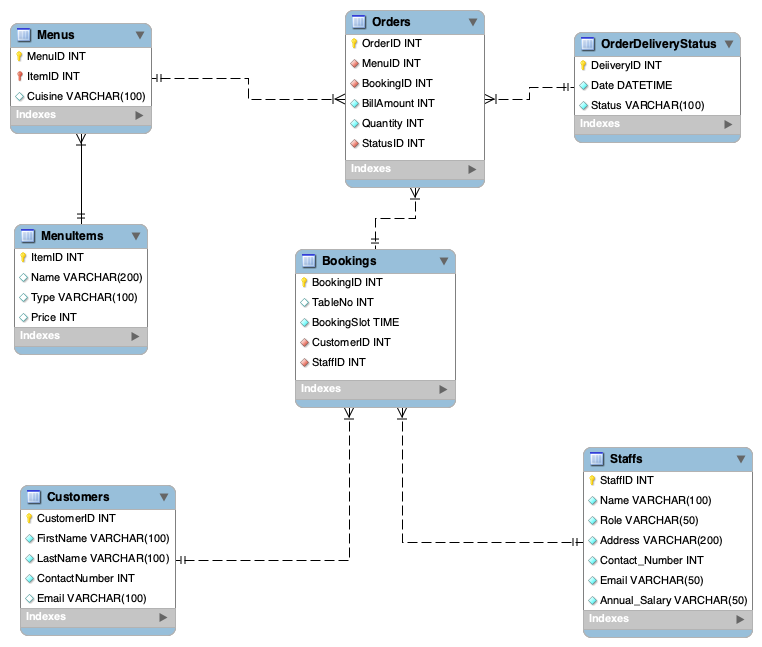 Menus
MenuID INT
ItemID INT
Cuisine VARCHAR(100)
Indexes
Orders
OrderID INT
MenuID INT
BookingID INT
BillAmount INT
Quantity INT
StatusID INT
Indexes
OrderDeliveryStatus
DeiiveryID INT
Date DATETIME
Status VARCHAR(100)
Indexes
MenuItems
ItemID INT
Name VARCHAR(200)
Type VARCHAR(100)
Price INT
Indexes
Bookings
BookingID INT
TableNo INT
BookingSlot TIME
CustomerID INT
StaffID INT
Indexes
Customers
CustomerID INT
FirstName VARCHAR(100)
LastName VARCHAR(100)
ContactNumber INT
Email VARCHAR(100)
Indexes
Staffs
StaffID INT
Name VARCHAR(100)
Role VARCHAR(50)
Address VARCHAR(200)
Contact_Number INT
Email VARCHAR(50)
Annual_Salary VARCHAR(50)
Indexes